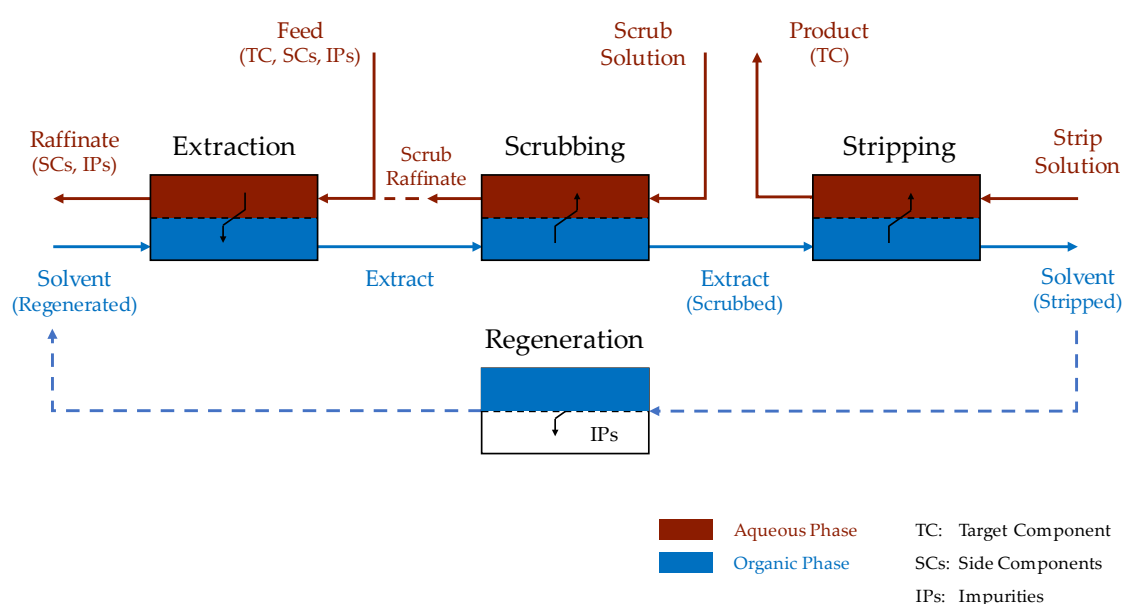 Feed
(TC, SCs, IPs)
Scrub
Solution
Product
(TC)
Raffinate
(SCs, IPs)
Extraction
Scrub
Raffinate
Scrubbing
Stripping
Strip
Solution
Solvent
(Regenerated)
Extract
Extract
(Scrubbed)
Solvent
(Stripped)
Regeneration
IPs
Aqueous Phase
TC: Target Component
Organic Phase
SCs: Side Components
IPs: Impurities